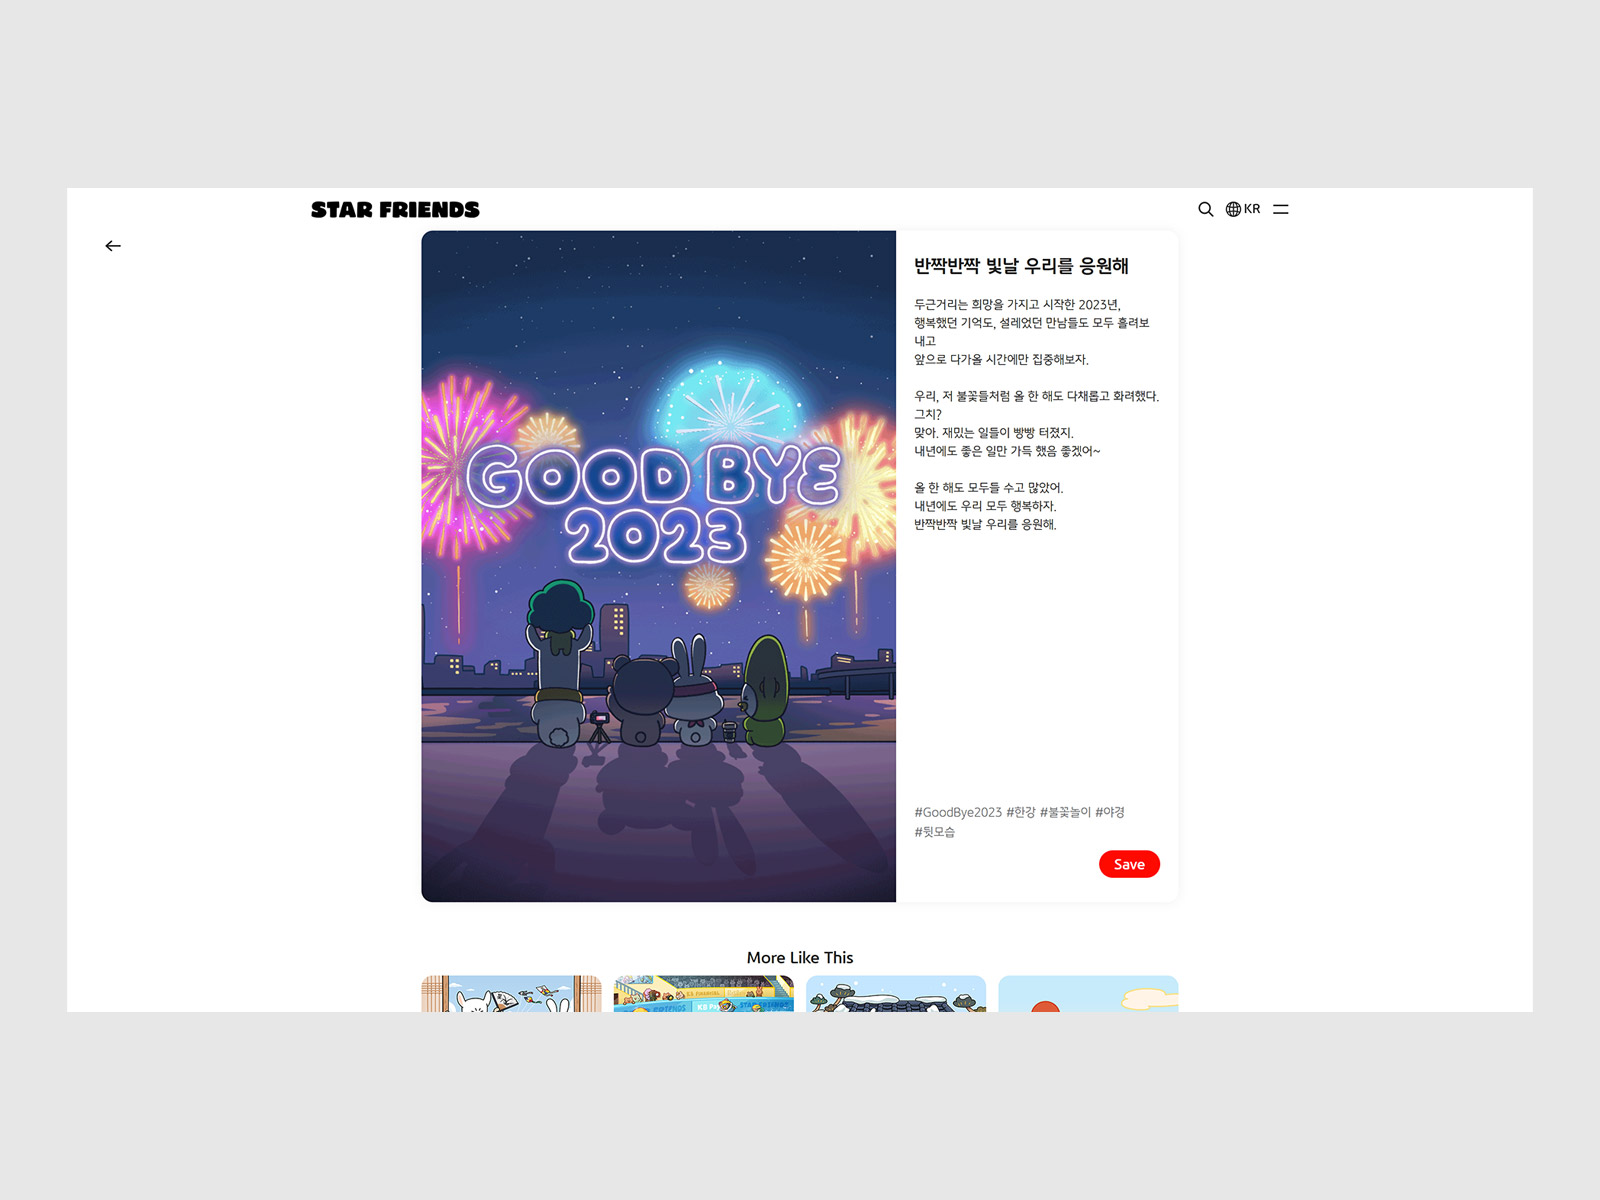 STAR FRIENDS
KR
GOOD BYE
2023
반짝반짝 빛날 우리를 응원해
두근거리는 희망을 가지고 시작한 2023년,
행복했던 기억도, 설레었던 만남들도 모두 흘려보
내고
앞으로 다가올 시간에만 집중해보자.
우리, 저 불꽃들처럼 올 한 해도 다채롭고 화려했다.
그치?
맞아. 재밌는 일들이 빵빵 터졌지.
내년에도 좋은 일만 가득 했음 좋겠어~
올 한 해도 모두들 수고 많았어.
내년에도 우리 모두 행복하자.
반짝반짝 빛날 우리를 응원해.
#GoodBye2023 #한강 #불꽃놀이 #야경
#뒷모습
Save
More Like This
STAR FRIENDS